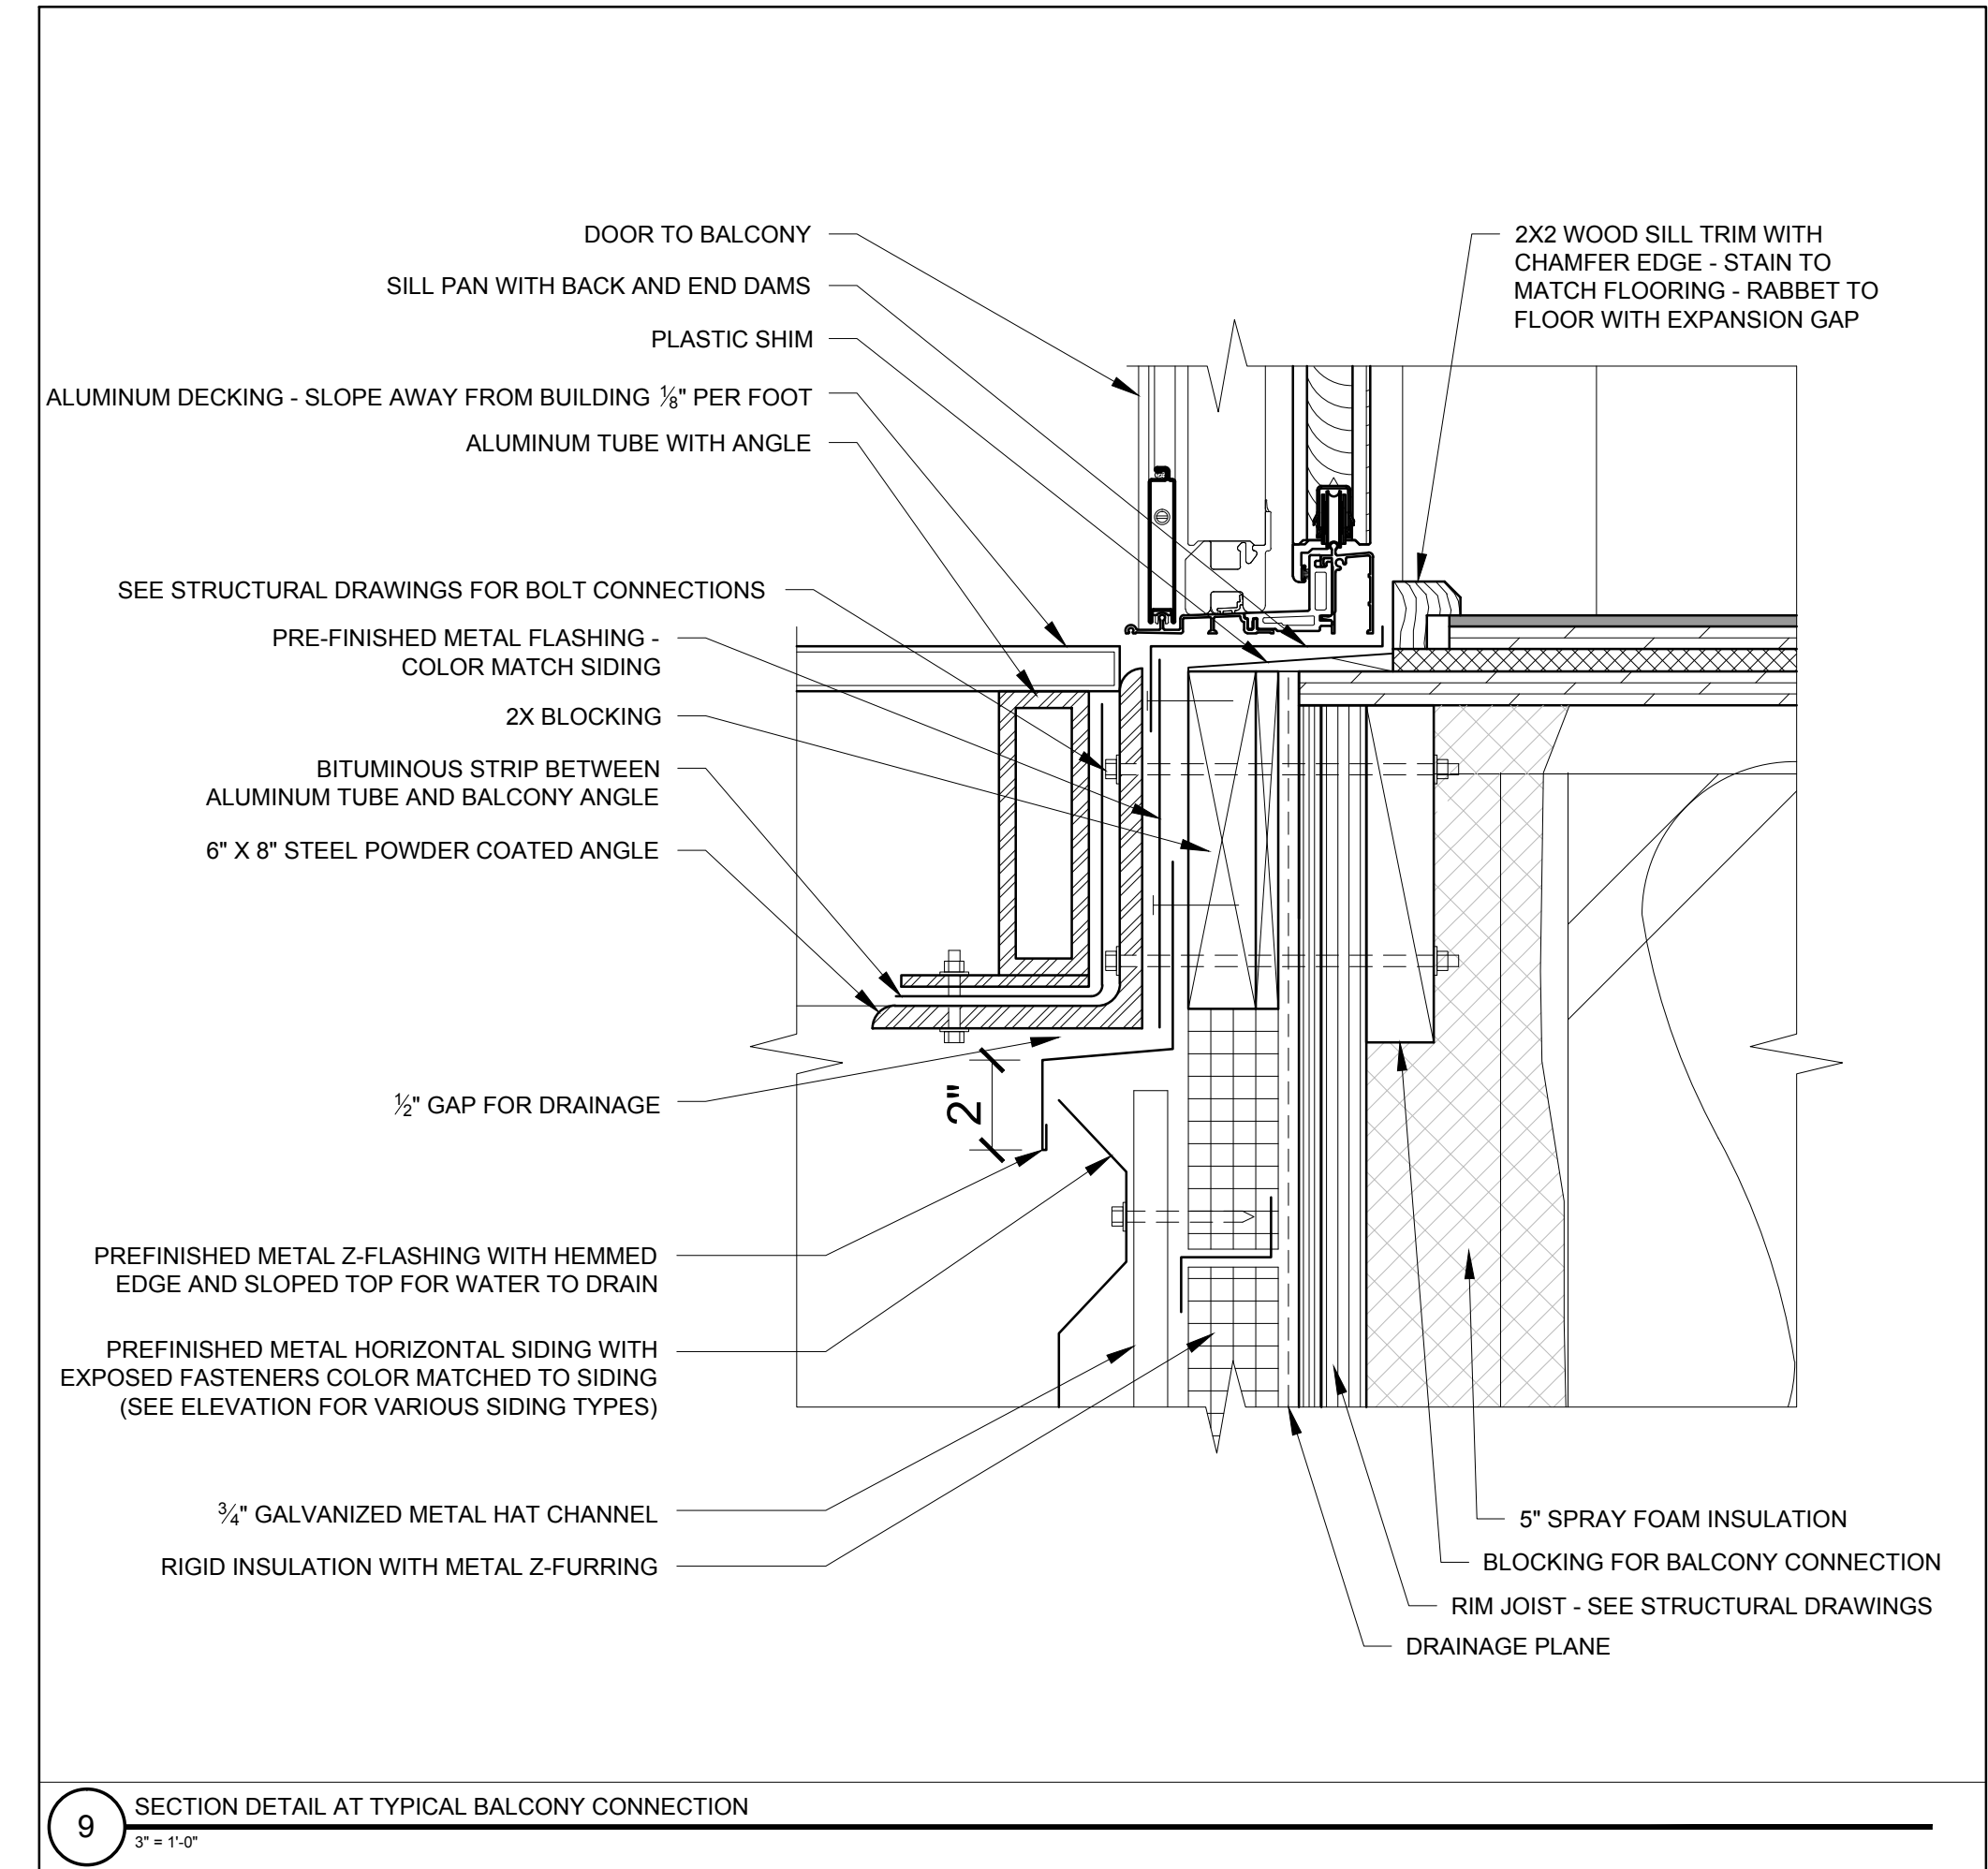 DOOR TO BALCONY
SILL PAN WITH BACK AND END DAMS
PLASTIC SHIM
ALUMINUM DECKING - SLOPE AWAY FROM BUILDING ⅛" PER FOOT
ALUMINUM TUBE WITH ANGLE
SEE STRUCTURAL DRAWINGS FOR BOLT CONNECTIONS
PRE-FINISHED METAL FLASHING -
COLOR MATCH SIDING
2X BLOCKING
BITUMINOUS STRIP BETWEEN
ALUMINUM TUBE AND BALCONY ANGLE
6" X 8" STEEL POWDER COATED ANGLE
½" GAP FOR DRAINAGE
2"
PREFINISHED METAL Z-FLASHING WITH HEMMED
EDGE AND SLOPED TOP FOR WATER TO DRAIN
PREFINISHED METAL HORIZONTAL SIDING WITH
EXPOSED FASTENERS COLOR MATCHED TO SIDING
(SEE ELEVATION FOR VARIOUS SIDING TYPES)
¾" GALVANIZED METAL HAT CHANNEL
RIGID INSULATION WITH METAL Z-FURRING
2X2 WOOD SILL TRIM WITH
CHAMFER EDGE - STAIN TO
MATCH FLOORING - RABBET TO
FLOOR WITH EXPANSION GAP
5" SPRAY FOAM INSULATION
BLOCKING FOR BALCONY CONNECTION
RIM JOIST - SEE STRUCTURAL DRAWINGS
DRAINAGE PLANE
9
SECTION DETAIL AT TYPICAL BALCONY CONNECTION
3" = 1'-0"